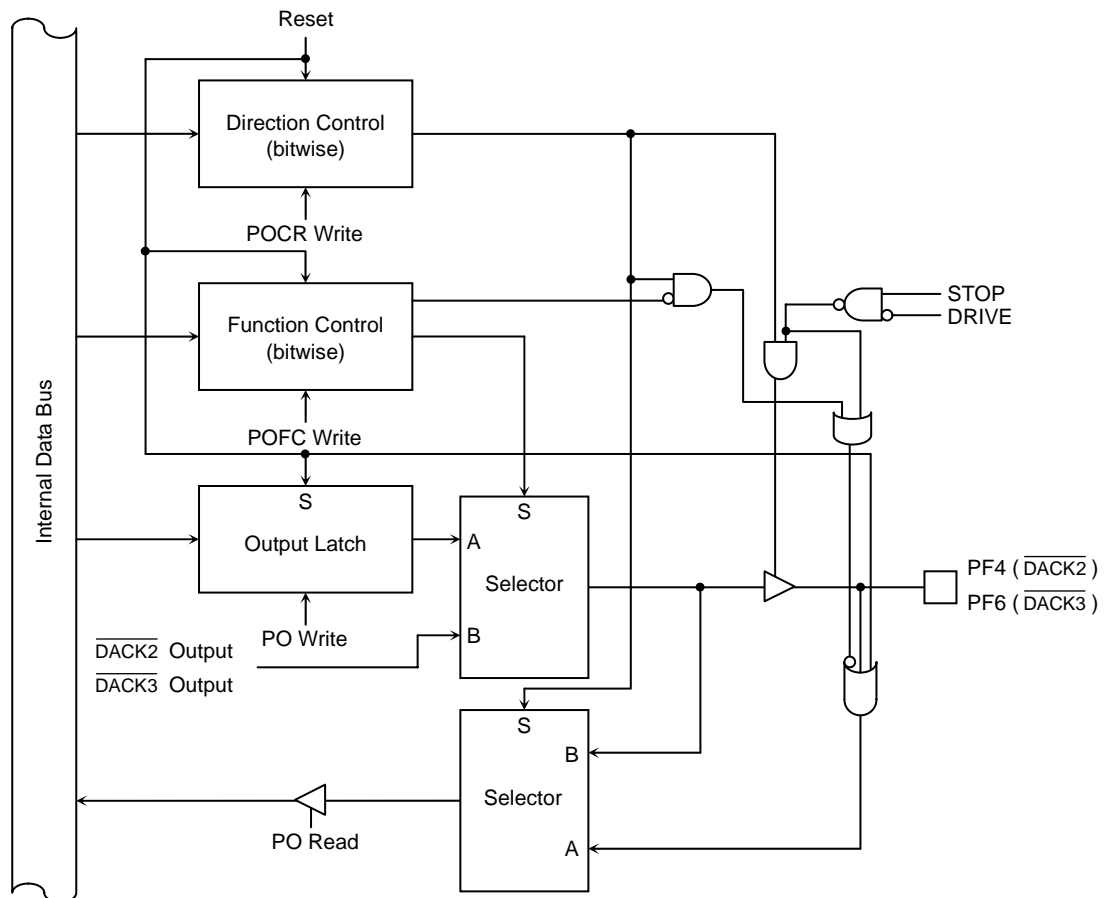 Reset
Direction Control
(bitwise)
POCR Write
Function Control
(bitwise)
STOP
DRIVE
POFC Write
Internal Data Bus
S
Output Latch
S
A
Selector
B
PF4 ( DACK2 )
PF6 ( DACK3 )
PO Write
DACK2 Output
DACK3 Output
S
B
Selector
A
PO Read